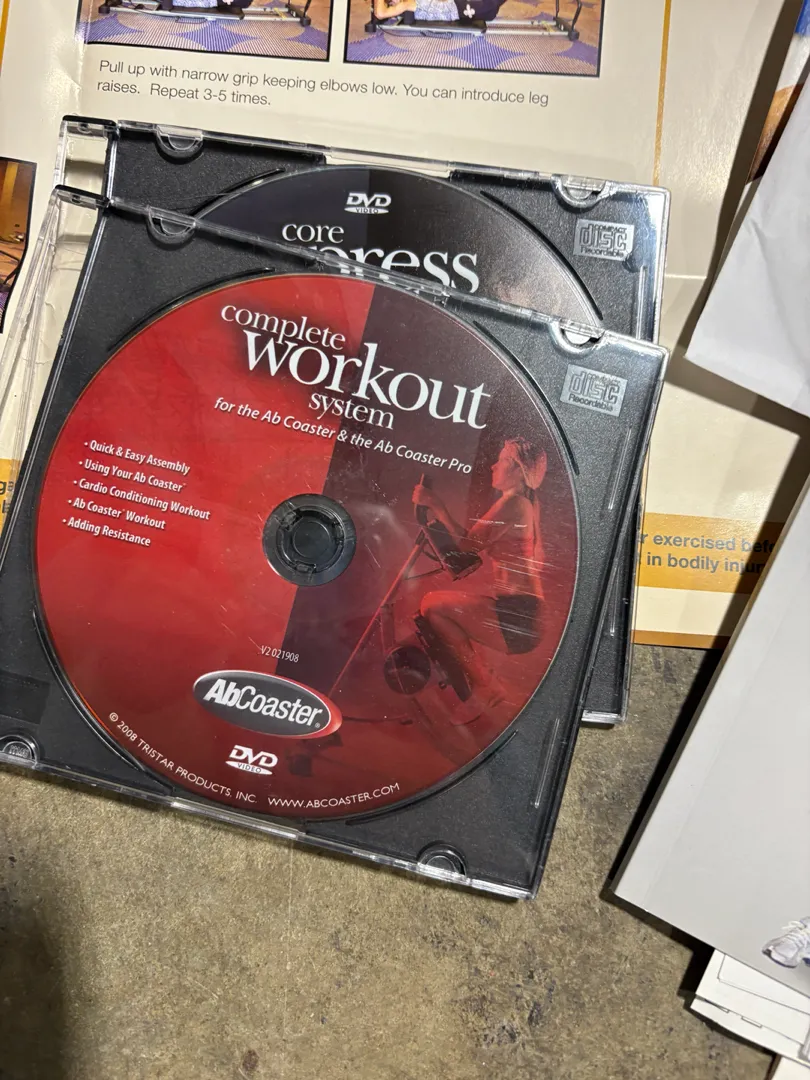 Pull up with narrow grip keeping elbows low. You can introduce leg
raises. Repeat 3-5 times.
DVD
VIDEO
COMPACT
disc
Recordable
core
press
complete
workout
system
for the Ab Coaster & the Ab Coaster Pro
COMPACT
disc
Recordable
• Quick & Easy Assembly
• Using Your Ab Coaster™
• Cardio Conditioning Workout
• Ab Coaster® Workout
• Adding Resistance
exercised
in bodily
V2 021908
AbCoaster®
DVD
VIDEO
© 2008 TRISTAR PRODUCTS, INC. WWW.ABCOASTER.COM